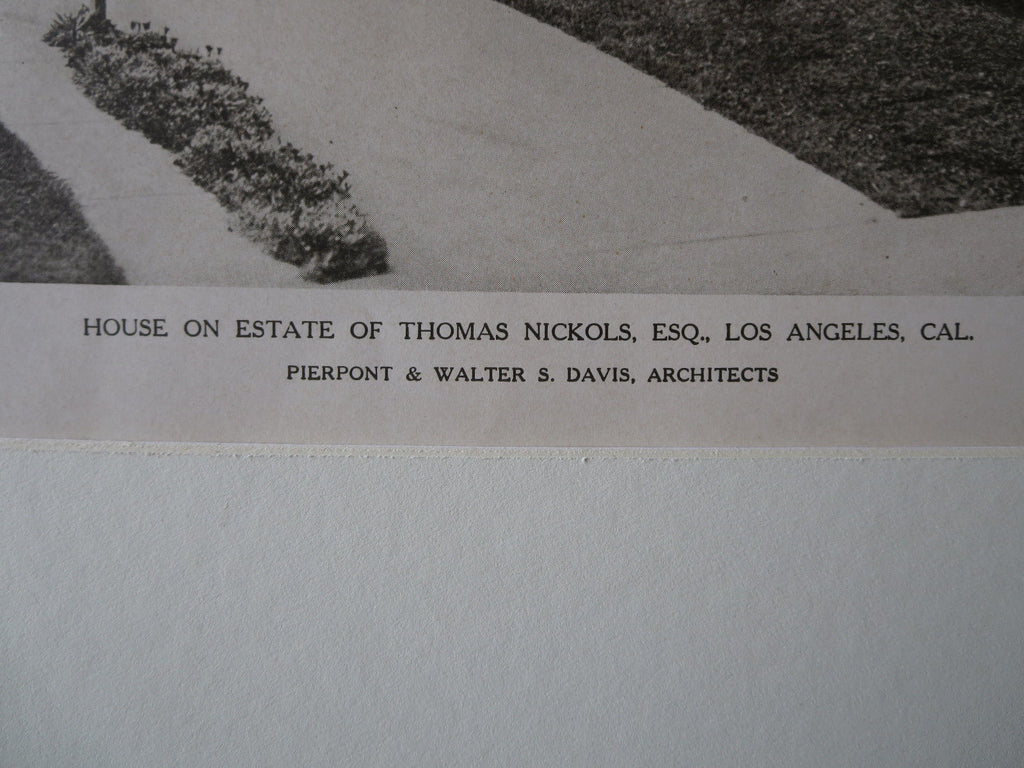 HOUSE ON ESTATE OF THOMAS NICKOLS, ESQ., LOS ANGELES, CAL.
PIERPONT & WALTER S. DAVIS, ARCHITECTS